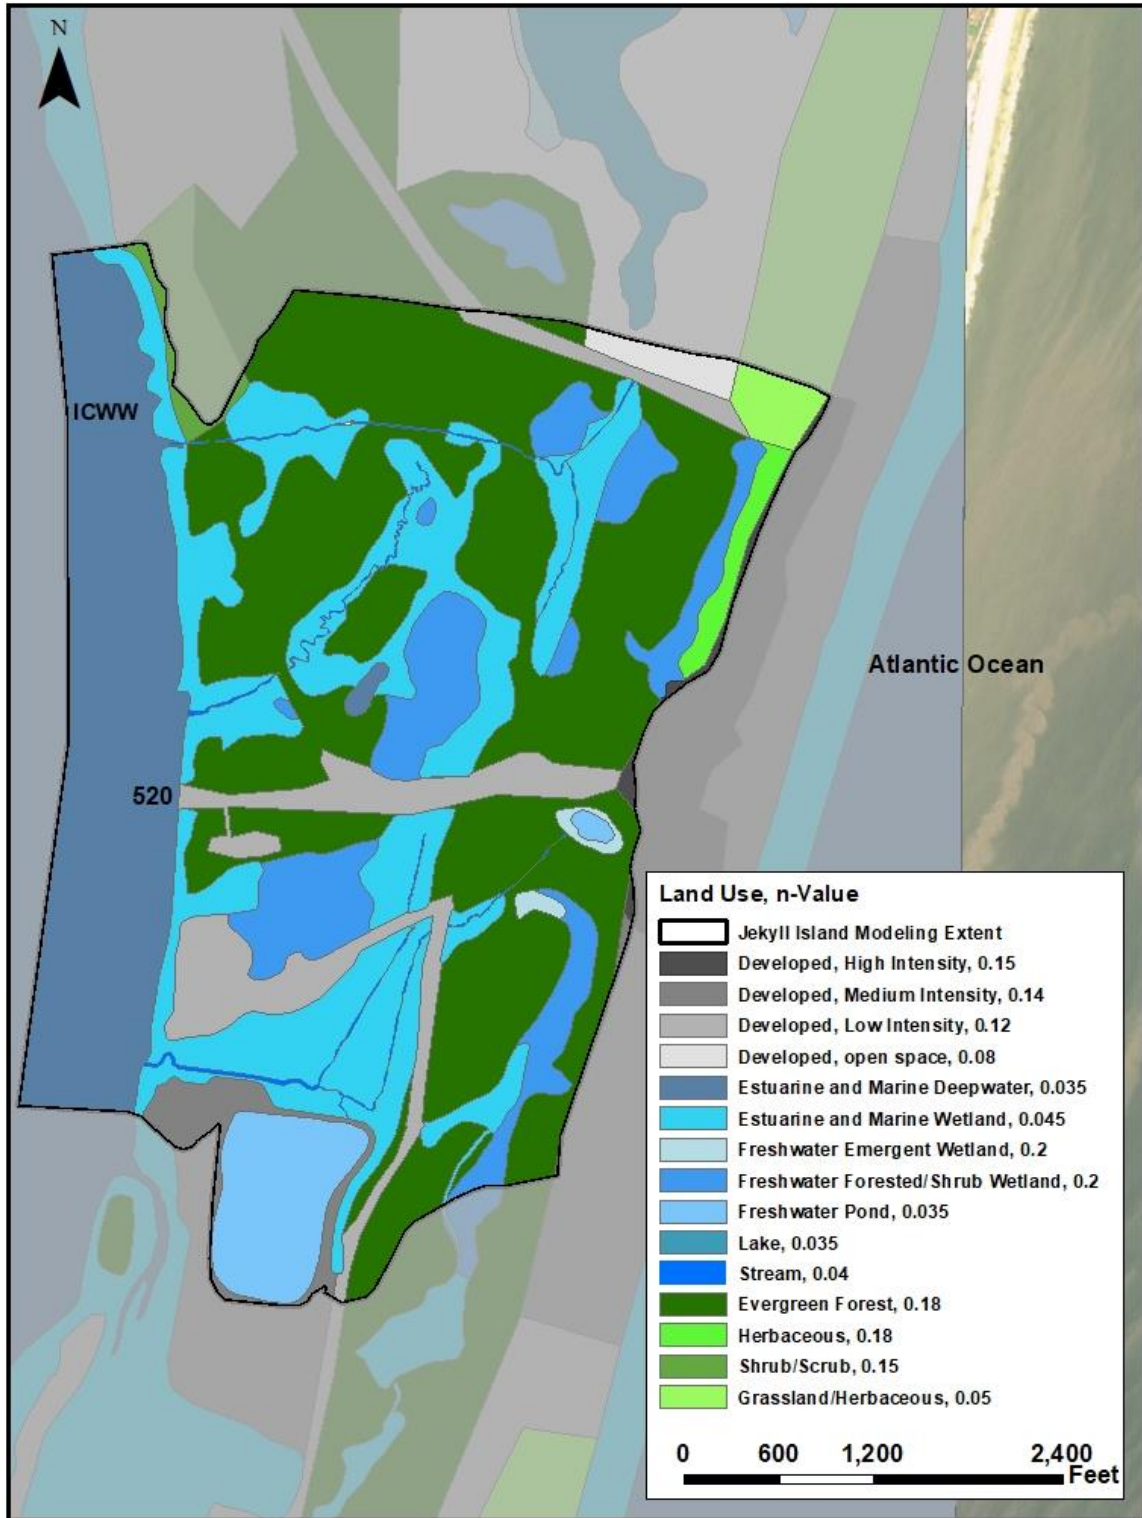 N
ICWW
Atlantic Ocean
520
Land Use, n-Value
Jekyll Island Modeling Extent
Developed, High Intensity, 0.15
Developed, Medium Intensity, 0.14
Developed, Low Intensity, 0.12
Developed, open space, 0.08
Estuarine and Marine Deepwater, 0.035
Estuarine and Marine Wetland, 0.045
Freshwater Emergent Wetland, 0.2
Freshwater Forested/Shrub Wetland, 0.2
Freshwater Pond, 0.035
Lake, 0.035
Stream, 0.04
Evergreen Forest, 0.18
Herbaceous, 0.18
Shrub/Scrub, 0.15
Grassland/Herbaceous, 0.05
0 600 1,200 2,400
Feet